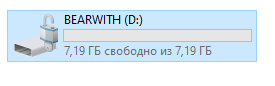 BEARWITH (D:)
7,19 ГБ свободно из 7,19 ГБ